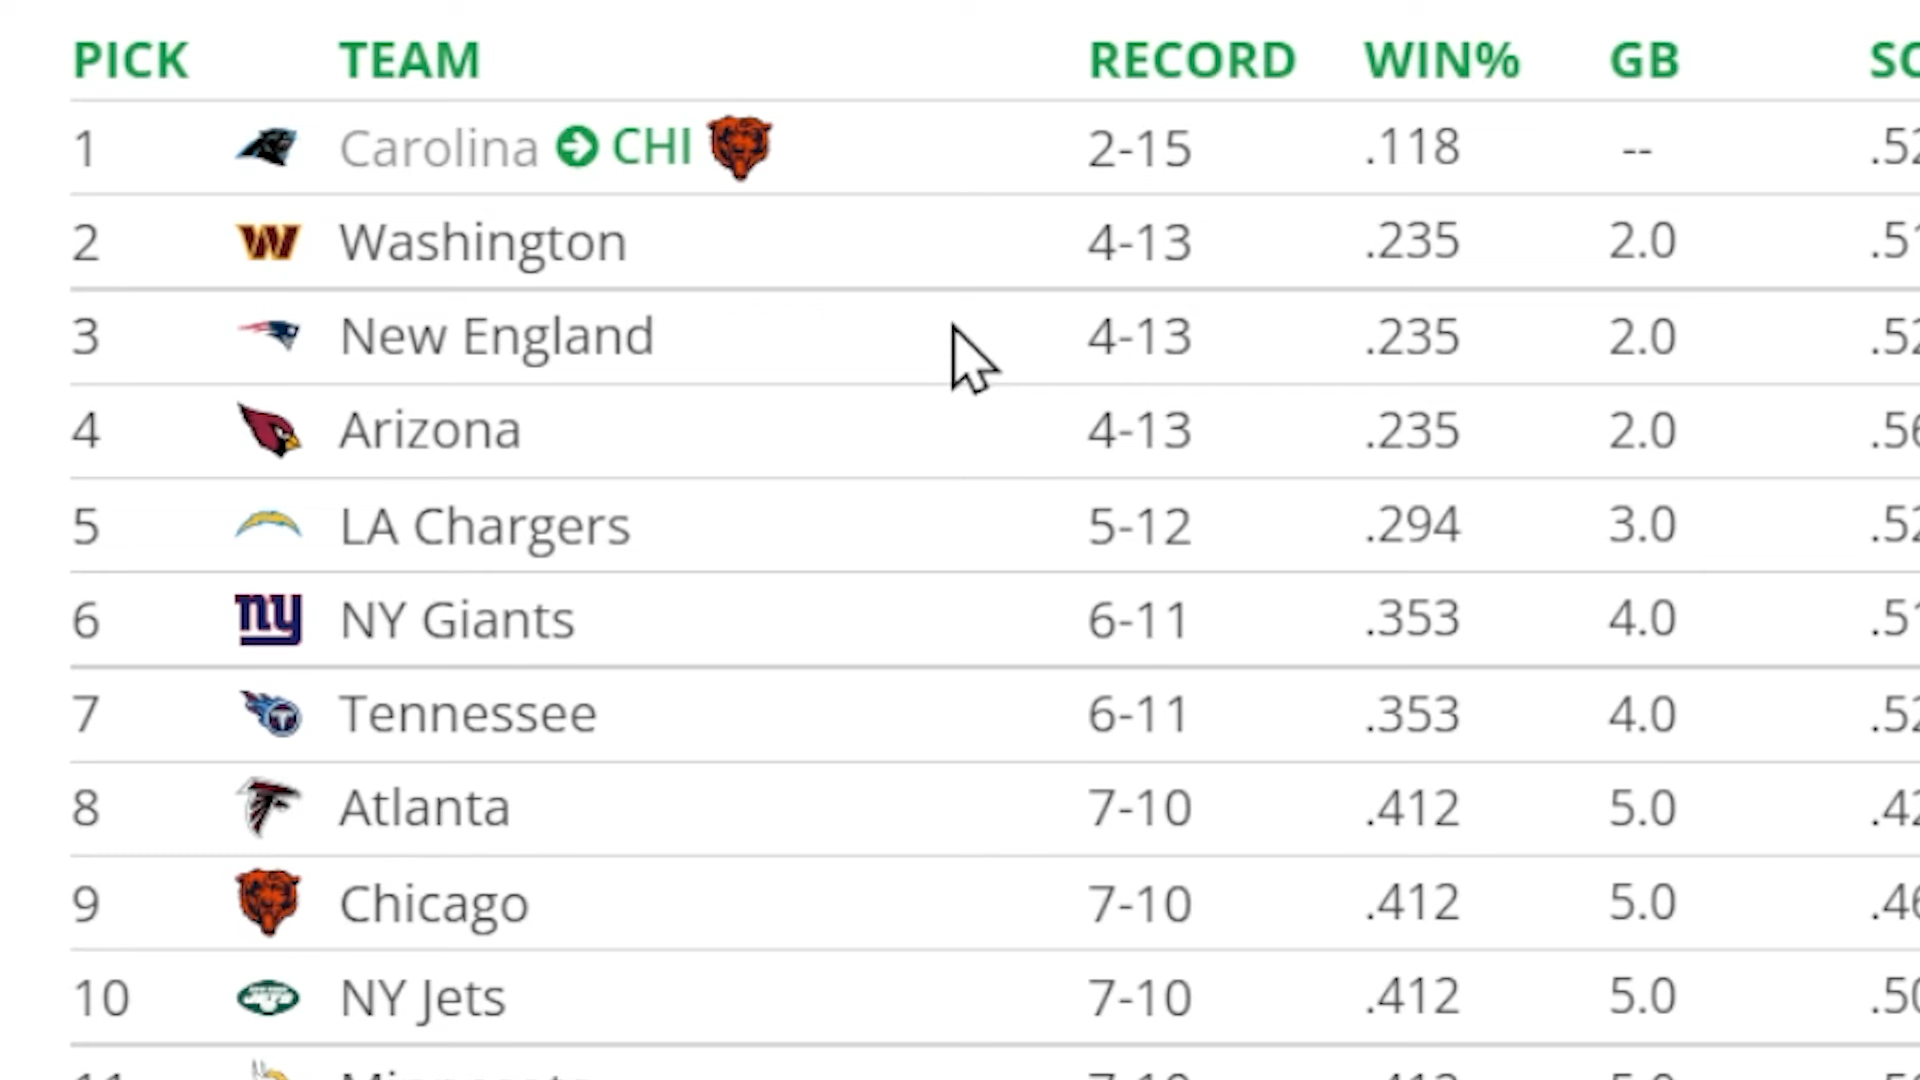 PICK TEAM RECORD WIN% GB
1 Carolina CHI 2-15 .118 --
2 Washington 4-13 .235 2.0
3 New England 4-13 .235 2.0
4 Arizona 4-13 .235 2.0
5 LA Chargers 5-12 .294 3.0
6 NY Giants 6-11 .353 4.0
7 Tennessee 6-11 .353 4.0
8 Atlanta 7-10 .412 5.0
9 Chicago 7-10 .412 5.0
10 NY Jets 7-10 .412 5.0